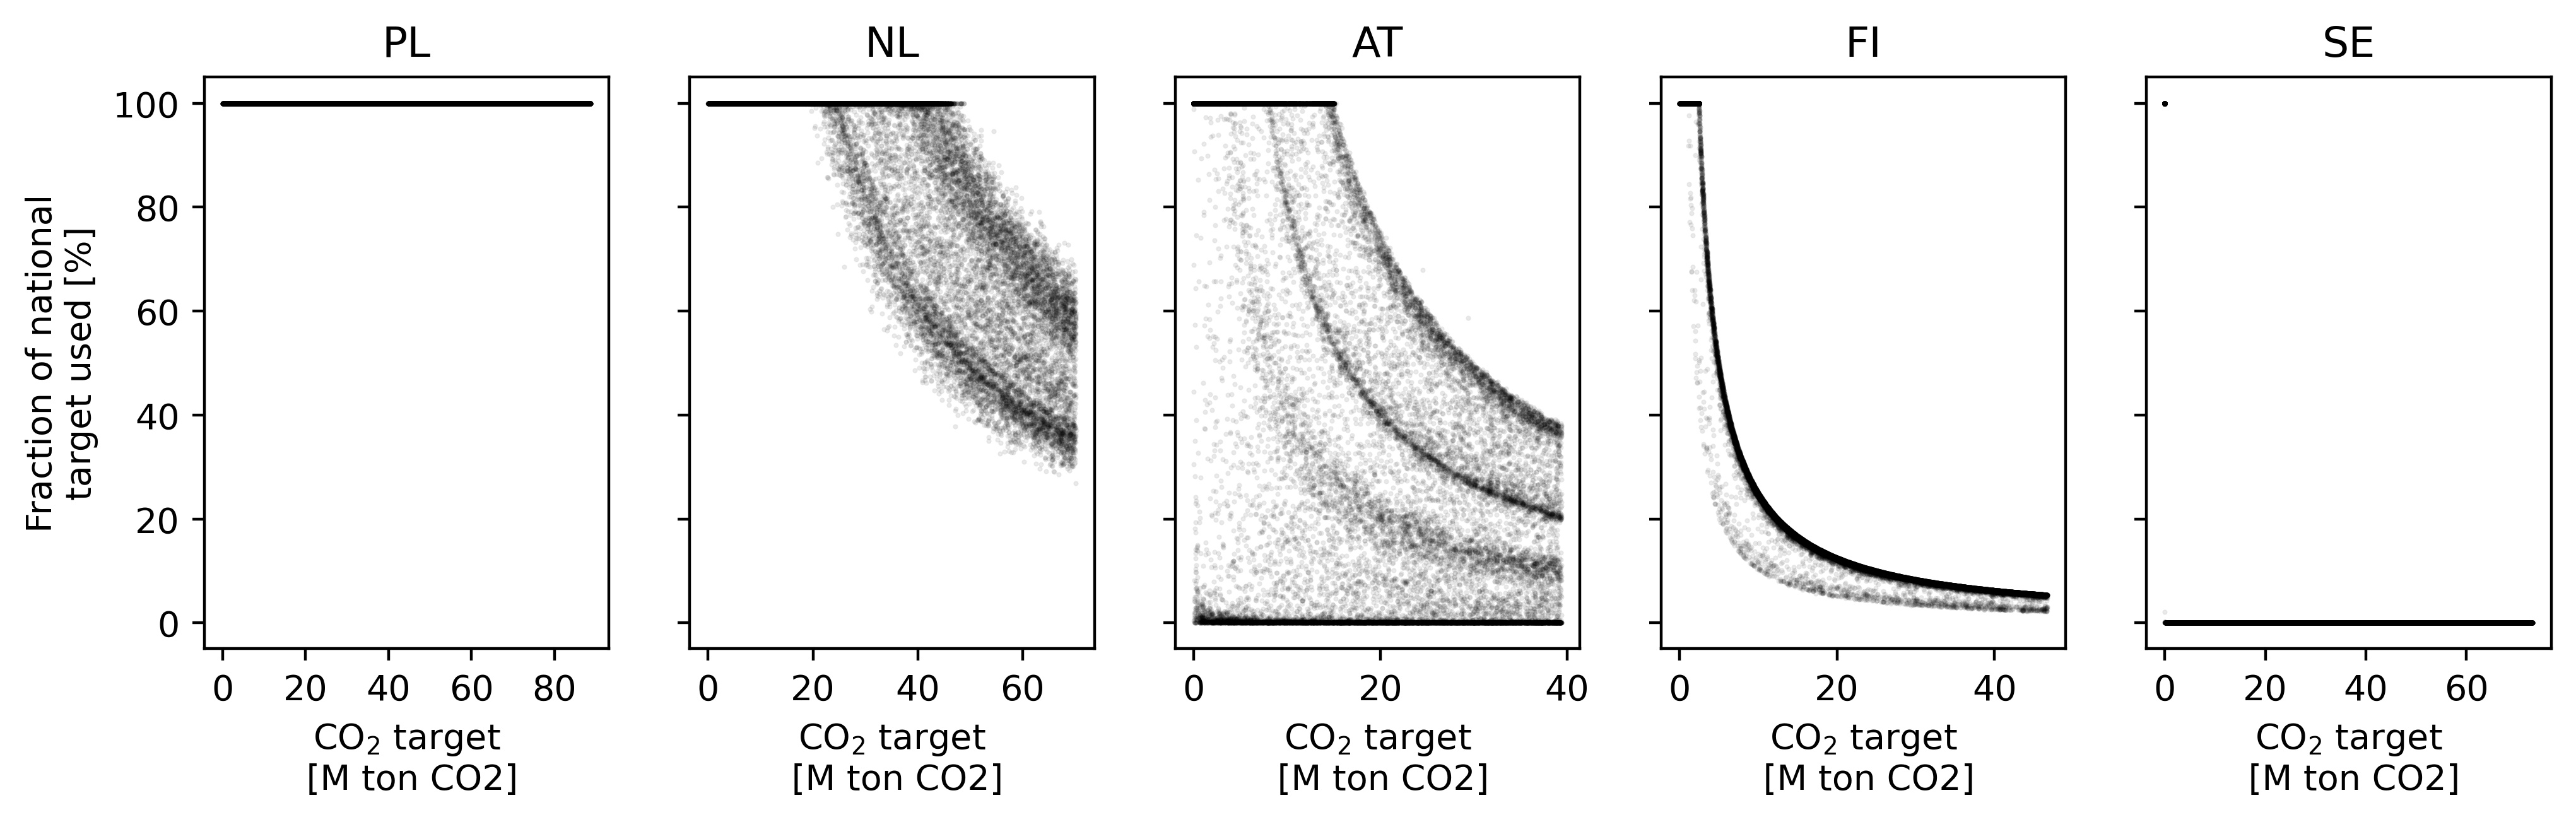 PL
NL
AT
FI
SE
Fraction of national
target used [%]
100
80
60
40
20
0
0 20 40 60 80
0 20 40 60
0 20 40
0 20 40
0 20 40 60
CO₂ target
[M ton CO2]
CO₂ target
[M ton CO2]
CO₂ target
[M ton CO2]
CO₂ target
[M ton CO2]
CO₂ target
[M ton CO2]